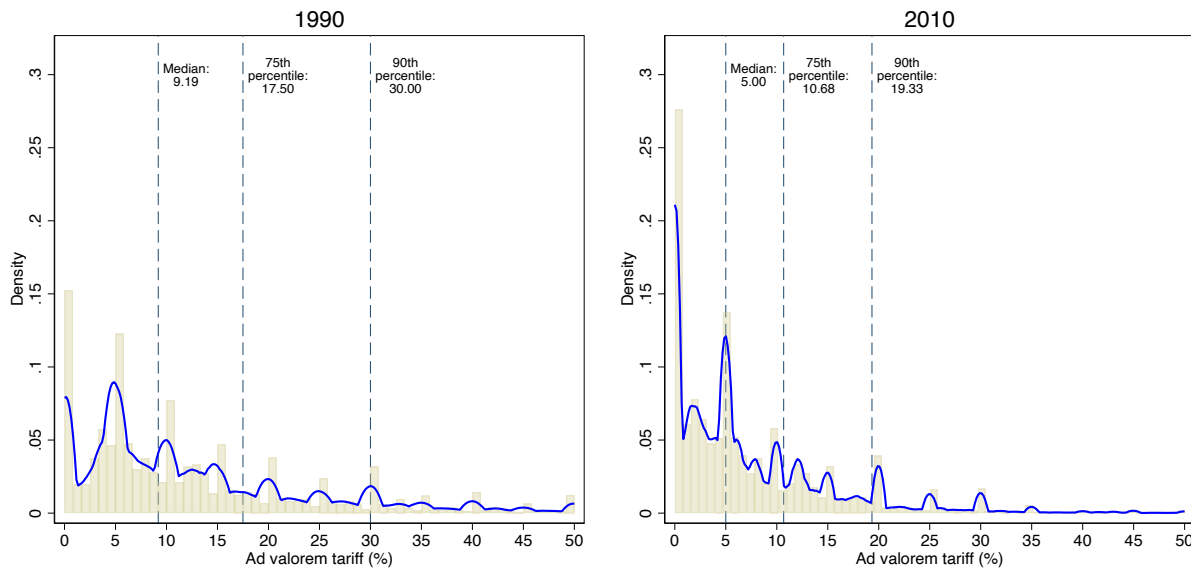 1990
.3
.25
.2
.15
.1
.05
0
Density
Median:
9.19
75th
percentile:
17.50
90th
percentile:
30.00
0 5 10 15 20 25 30 35 40 45 50
Ad valorem tariff (%)
2010
.3
.25
.2
.15
.1
.05
0
Density
Median:
5.00
75th
percentile:
10.68
90th
percentile:
19.33
0 5 10 15 20 25 30 35 40 45 50
Ad valorem tariff (%)